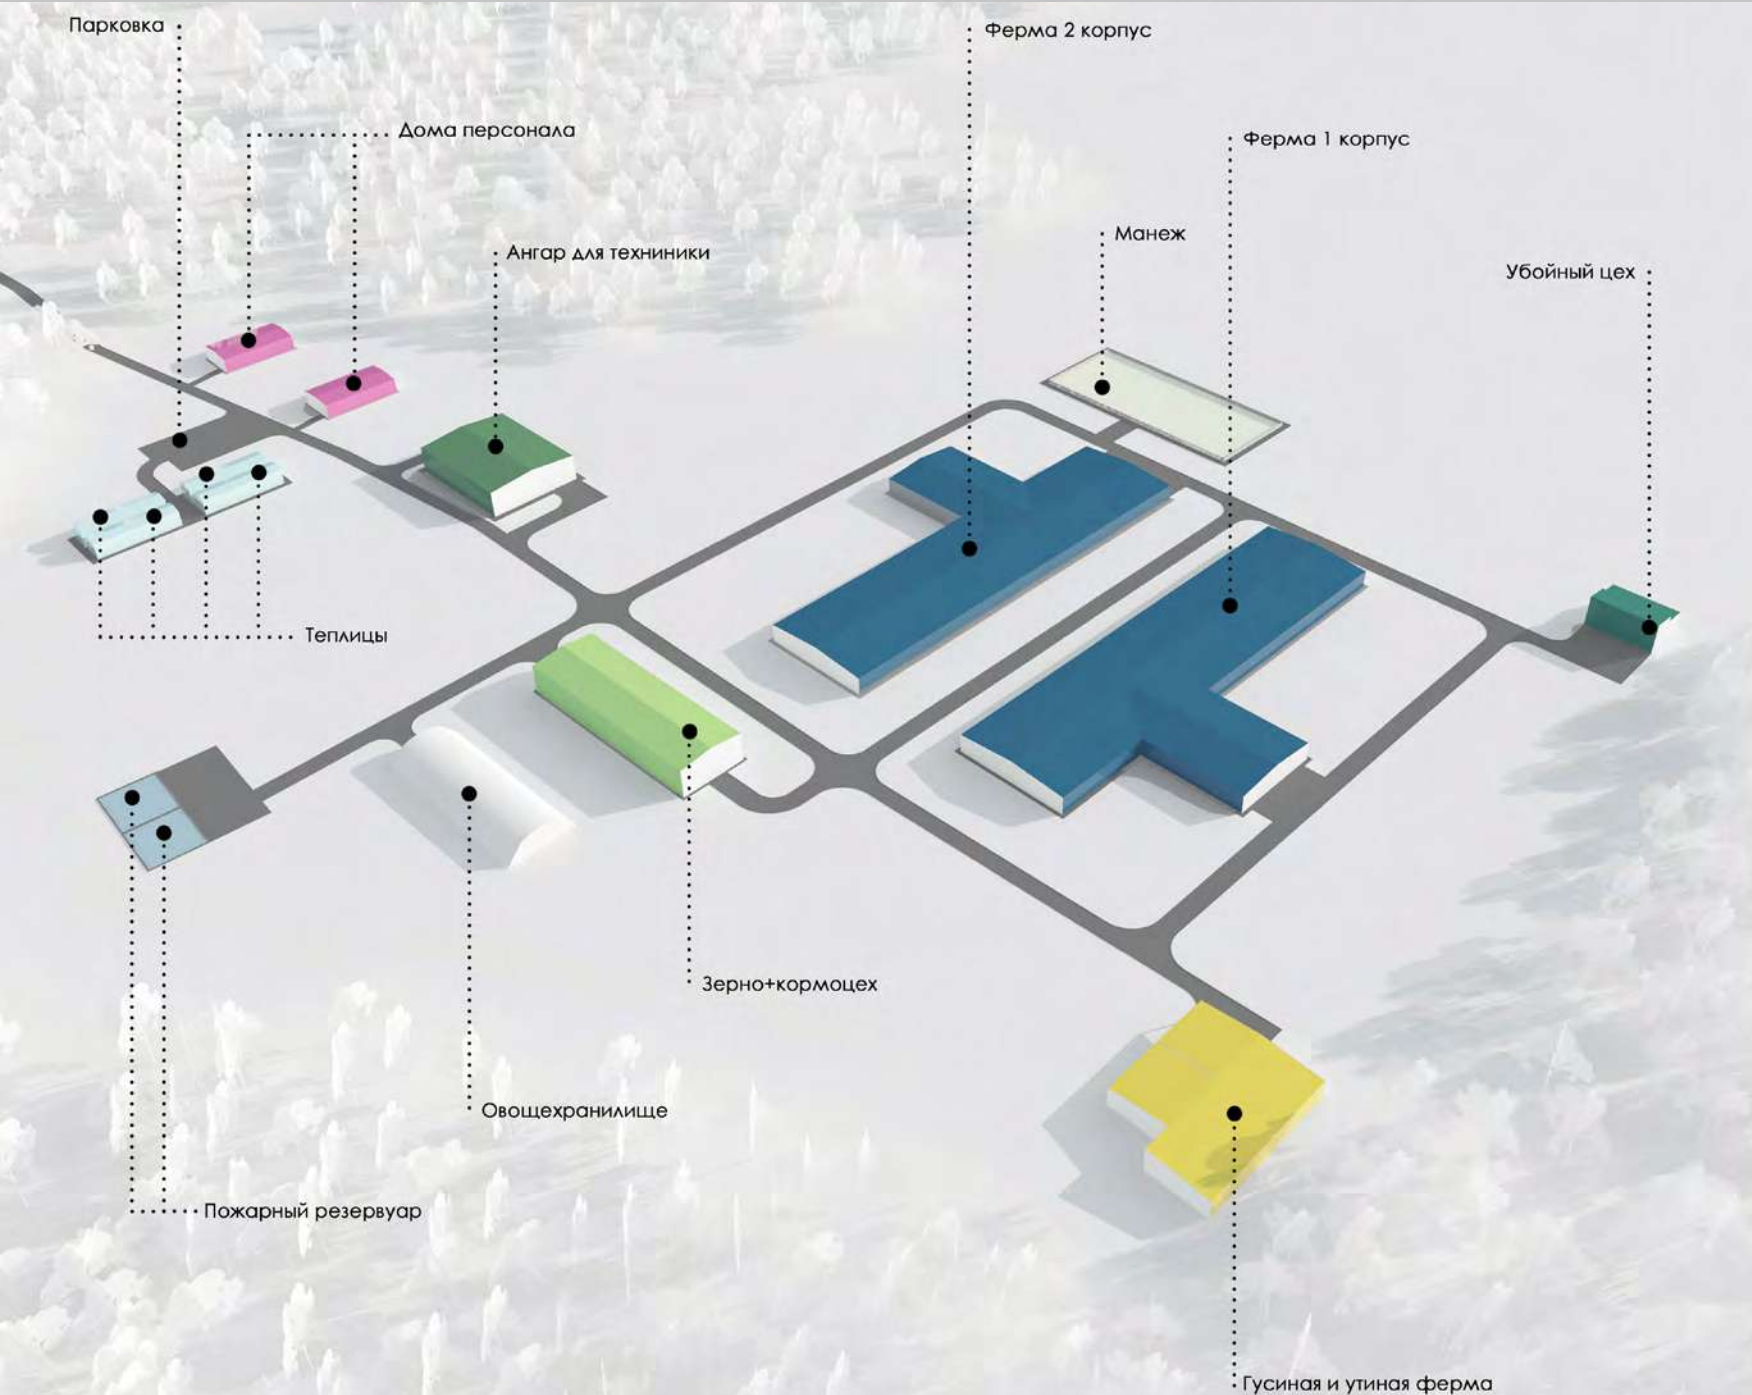 Парковка
Ферма 2 корпус
Дома персонала
Ферма 1 корпус
Манеж
Ангар для техниники
Убойный цех
Теплицы
Зерно+кормоцех
Овощехранилище
Пожарный резервуар
Гусиная и утиная ферма